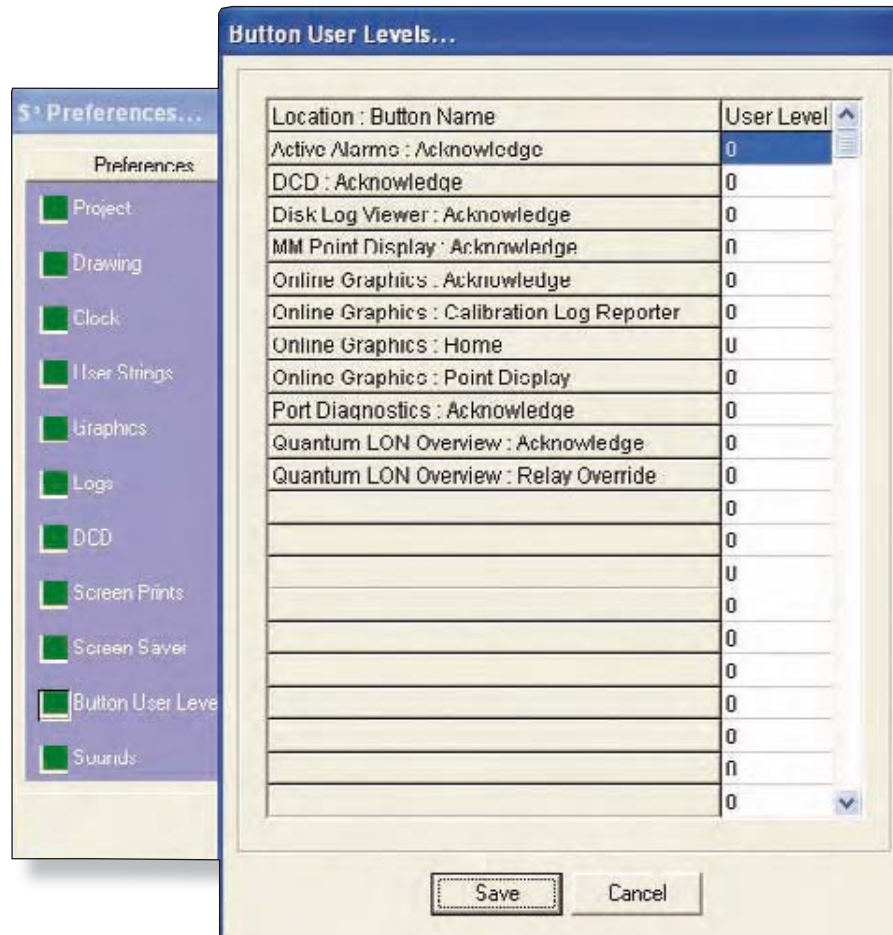 Button User Levels...
Preferences...
Preferences
Project
Drawing
Clock
User Strings
Graphics
Logs
DCD
Screen Prints
Screen Saver
Button User Leve
Sounds
Location : Button Name User Level
Active Alarms : Acknowledge 0
DCD : Acknowledge 0
Disk Log Viewer : Acknowledge 0
MM Point Display : Acknowledge 0
Online Graphics : Acknowledge 0
Online Graphics : Calibration Log Reporter 0
Online Graphics : Home 0
Online Graphics : Point Display 0
Port Diagnostics : Acknowledge 0
Quantum LON Overview : Acknowledge 0
Quantum LON Overview : Relay Override 0
0
0
0
0
0
0
0
0
0
0
Save Cancel